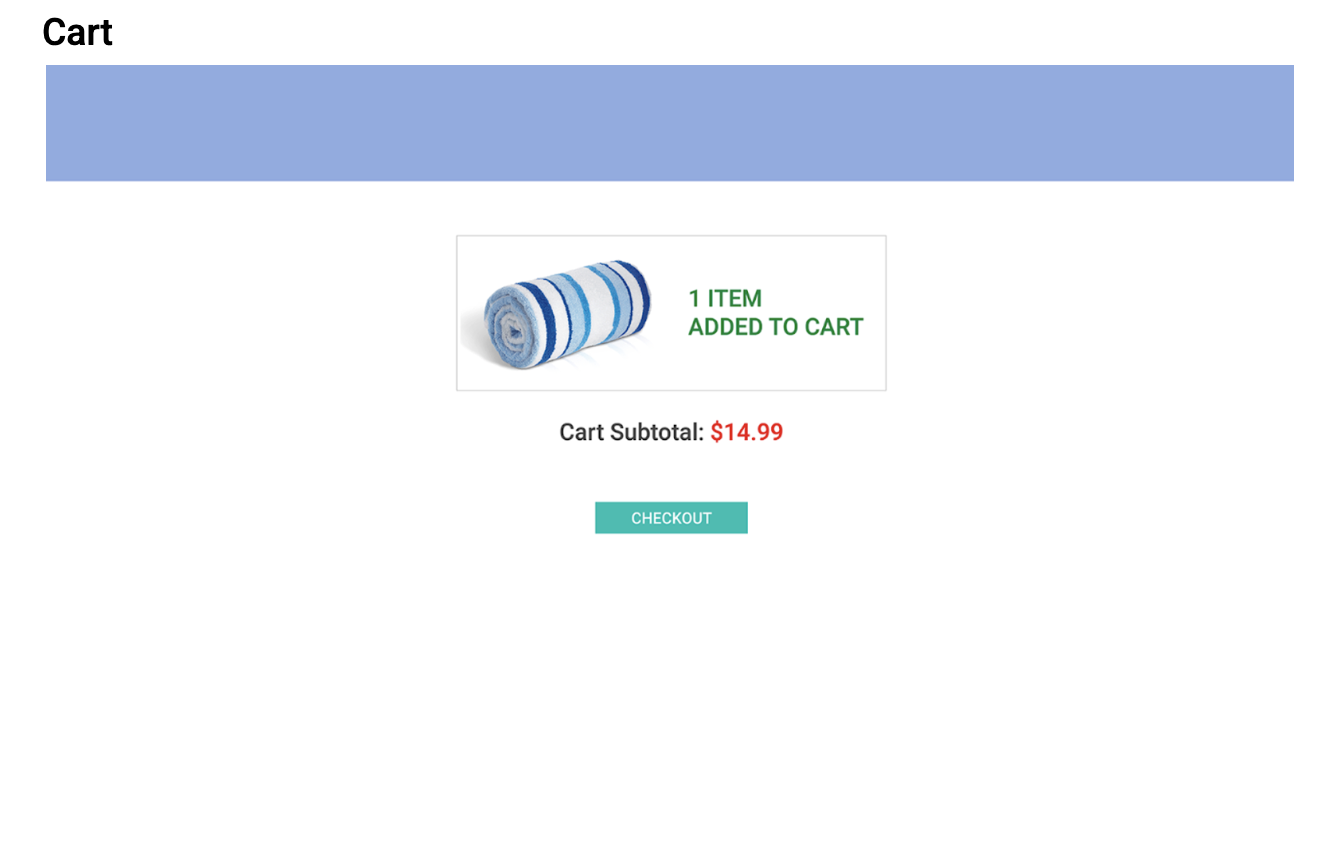 Cart
1 ITEM
ADDED TO CART
Cart Subtotal: $14.99
CHECKOUT